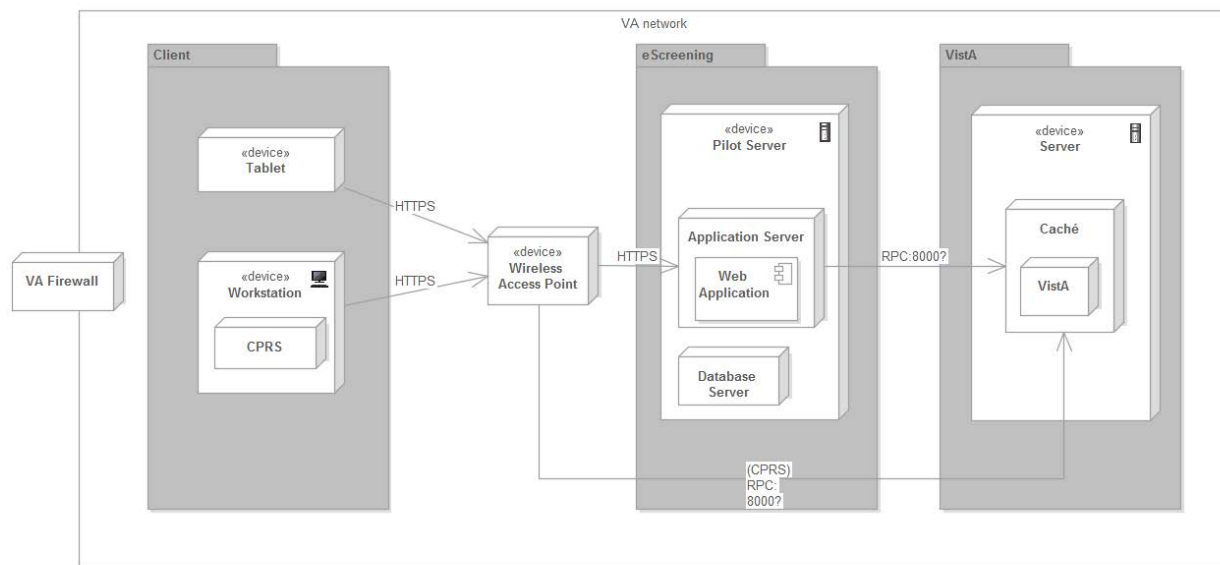 VA network
Client
eScreening
VistA
«device»
Tablet
HTTPS
«device»
Workstation
CPRS
HTTPS
VA Firewall
«device»
Wireless
Access Point
HTTPS
«device»
Pilot Server
Application Server
Web
Application
Database
Server
RPC:8000?
«device»
Server
Caché
VistA
(CPRS)
RPC:
8000?